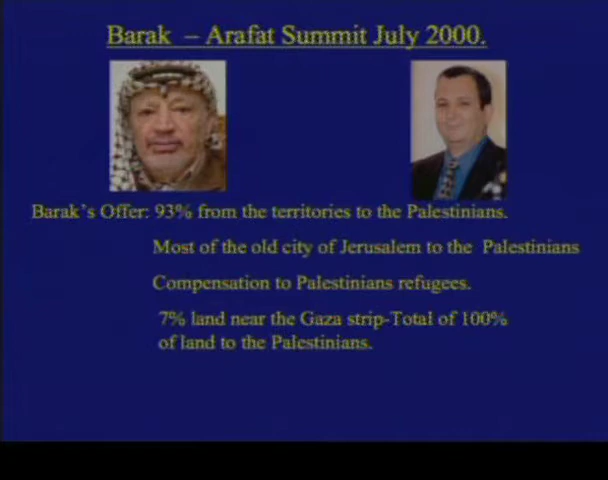 Barak – Arafat Summit July 2000.
Barak's Offer: 93% from the territories to the Palestinians.
Most of the old city of Jerusalem to the Palestinians
Compensation to Palestinians refugees.
7% land near the Gaza strip-Total of 100%
of land to the Palestinians.